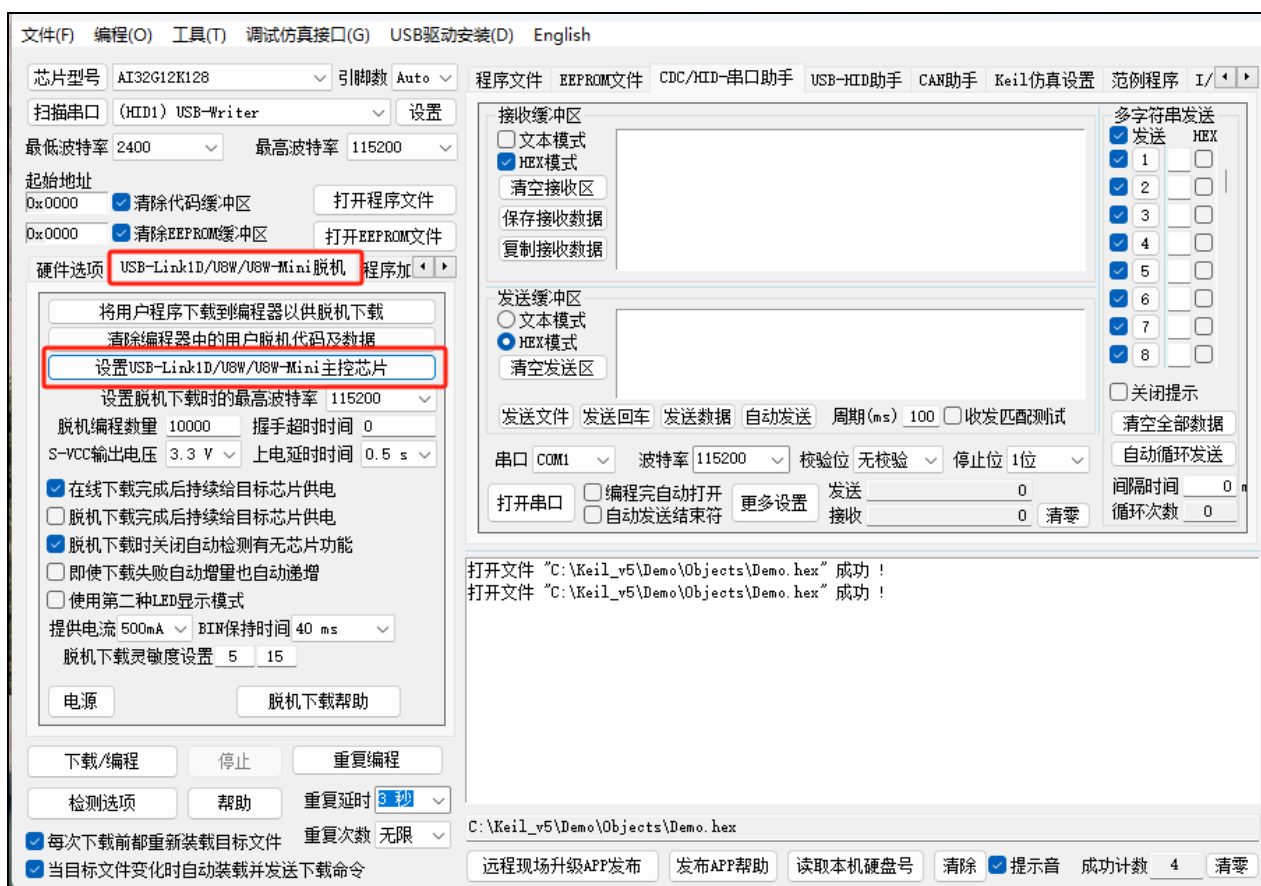 文件(F) 编程(O) 工具(T) 调试仿真接口(G) USB驱动安装(D) English
芯片型号 AI32G12K128 引脚数 Auto
扫描串口 (HID1) USB-Writer 设置
最低波特率 2400 最高波特率 115200
起始地址
0x0000 清除代码缓冲区 打开程序文件
0x0000 清除EEPROM缓冲区 打开EEPROM文件
硬件选项 USB-Link1D/U8W/U8W-Mini脱机 程序加
将用户程序下载到编程器以供脱机下载
清除编程器中的用户脱机代码及数据
设置USB-Link1D/U8W/U8W-Mini主控芯片
设置脱机下载时的最高波特率 115200
脱机编程数量 10000 握手超时时间 0
S-VCC输出电压 3.3 V 上电延时时间 0.5 s
在线下载完成后持续给目标芯片供电
脱机下载完成后持续给目标芯片供电
脱机下载时关闭自动检测有无芯片功能
即使下载失败自动增量也自动递增
使用第二种LED显示模式
提供电流 500mA BIN保持时间 40 ms
脱机下载灵敏度设置 5 15
电源 脱机下载帮助
下载/编程 停止 重复编程
检测选项 帮助 重复延时 3 秒
每次下载前都重新装载目标文件 重复次数 无限
当目标文件变化时自动装载并发送下载命令
程序文件 EEPROM文件 CDC/HID-串口助手 USB-HID助手 CAN助手 Keil仿真设置 范例程序 I/
接收缓冲区
文本模式
HEX模式
清空接收区
保存接收数据
复制接收数据
发送缓冲区
文本模式
HEX模式
清空发送区
发送文件 发送回车 发送数据 自动发送 周期(ms) 100 收发匹配测试
串口 COM1 波特率 115200 校验位 无校验 停止位 1位
打开串口 编程完自动打开 更多设置 发送 0
自动发送结束符 接收 0 清零
多字符串发送
发送 HEX
1
2
3
4
5
6
7
8
关闭提示
清空全部数据
自动循环发送
间隔时间 0 m
循环次数 0
打开文件 "C:\Keil_v5\Demo\Objects\Demo.hex" 成功 !
打开文件 "C:\Keil_v5\Demo\Objects\Demo.hex" 成功 !
C:\Keil_v5\Demo\Objects\Demo.hex
远程现场升级APP发布 发布APP帮助 读取本机硬盘号 清除 提示音 成功计数 4 清零